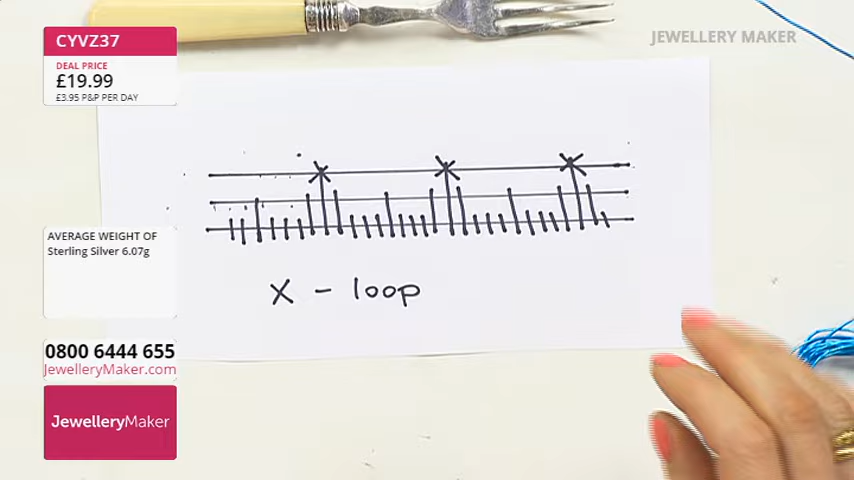 CYVZ37
DEAL PRICE
£19.99
£3.95 P&P PER DAY
JEWELLERY MAKER
AVERAGE WEIGHT OF
Sterling Silver 6.07g
X - loop
0800 6444 655
JewelleryMaker.com
JewelleryMaker